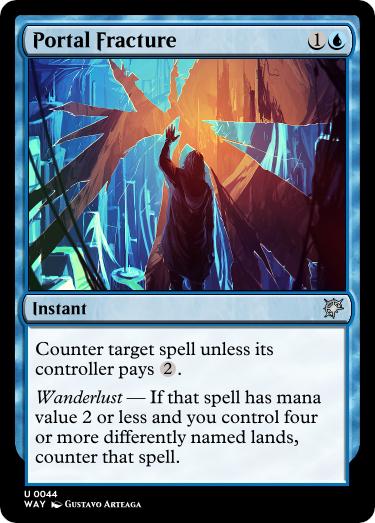 Portal Fracture 1
Instant
Counter target spell unless its
controller pays 2.
Wanderlust — If that spell has mana
value 2 or less and you control four
or more differently named lands,
counter that spell.
U 0044
WAY Gustavo Arteaga